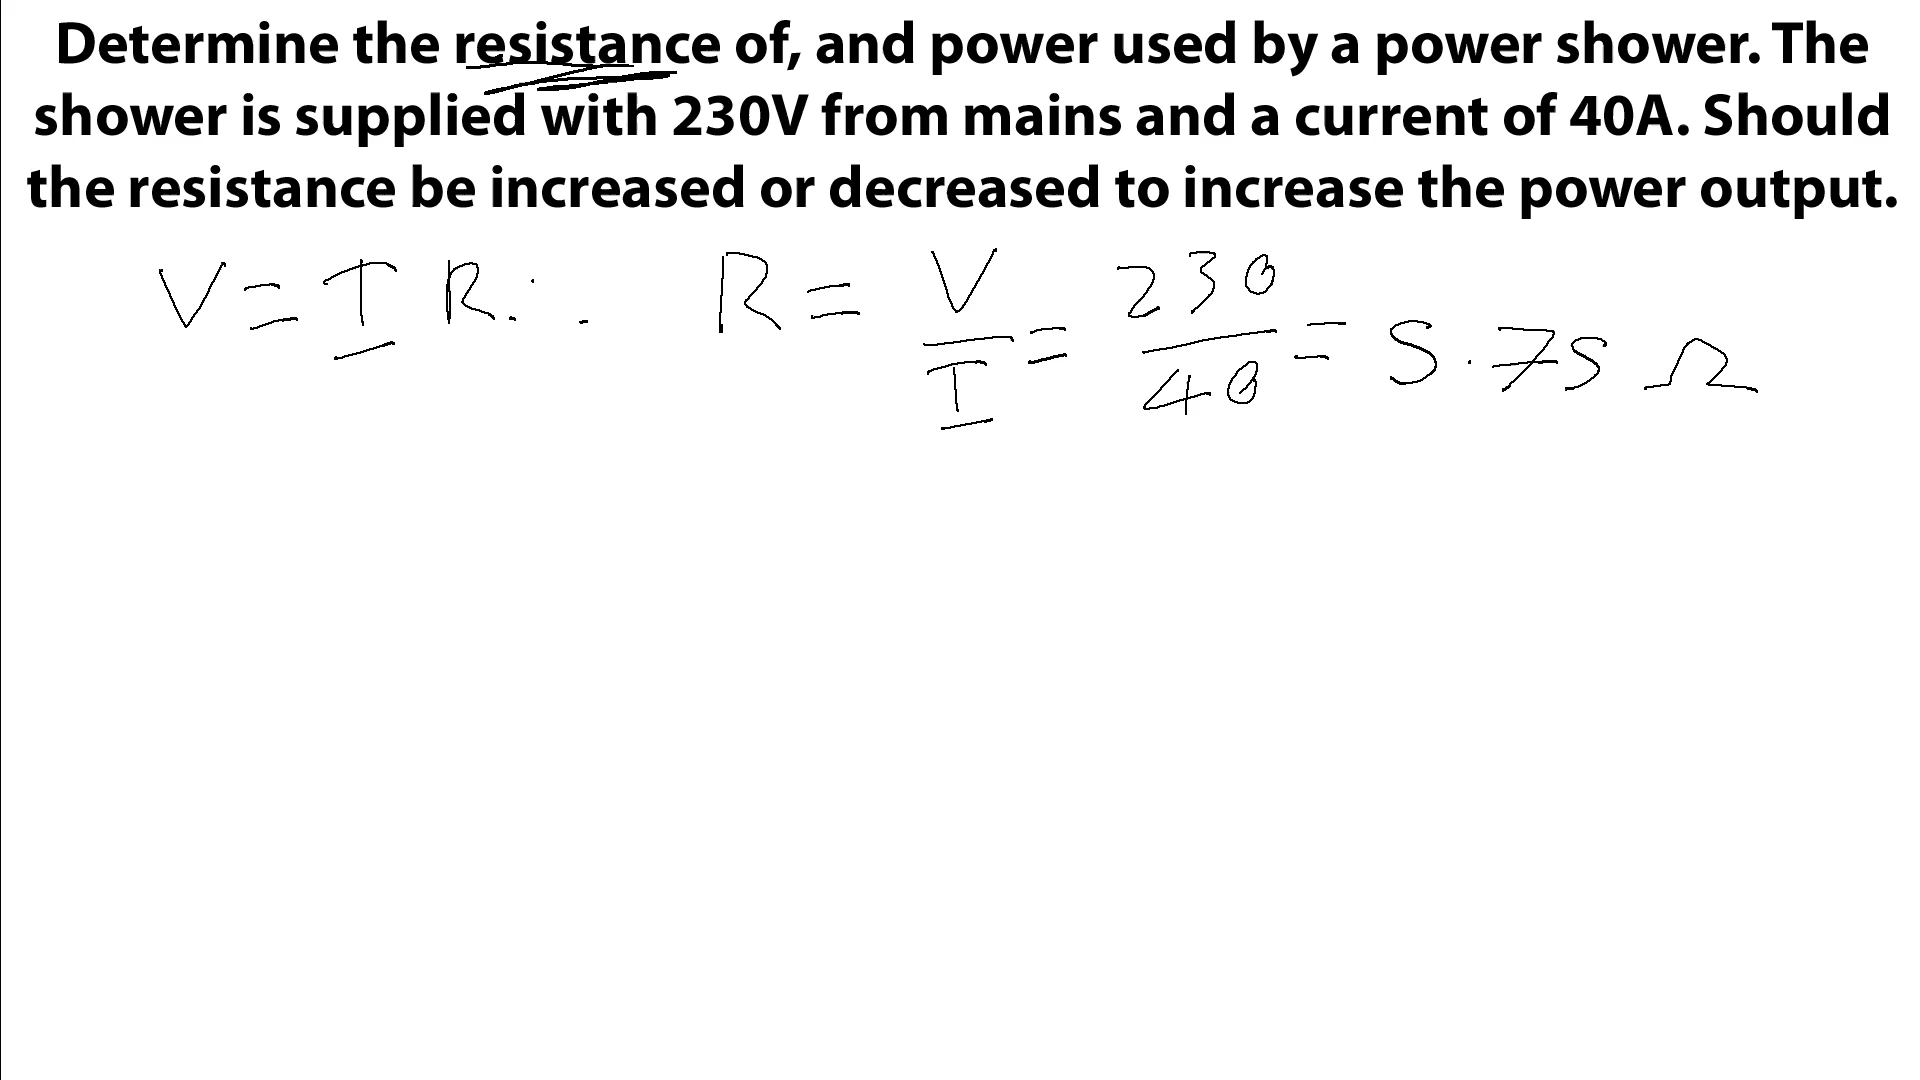 Determine the resistance of, and power used by a power shower. The
shower is supplied with 230V from mains and a current of 40A. Should
the resistance be increased or decreased to increase the power output.
V = I R ∴ R = V/I = 230/40 = 5.75 Ω